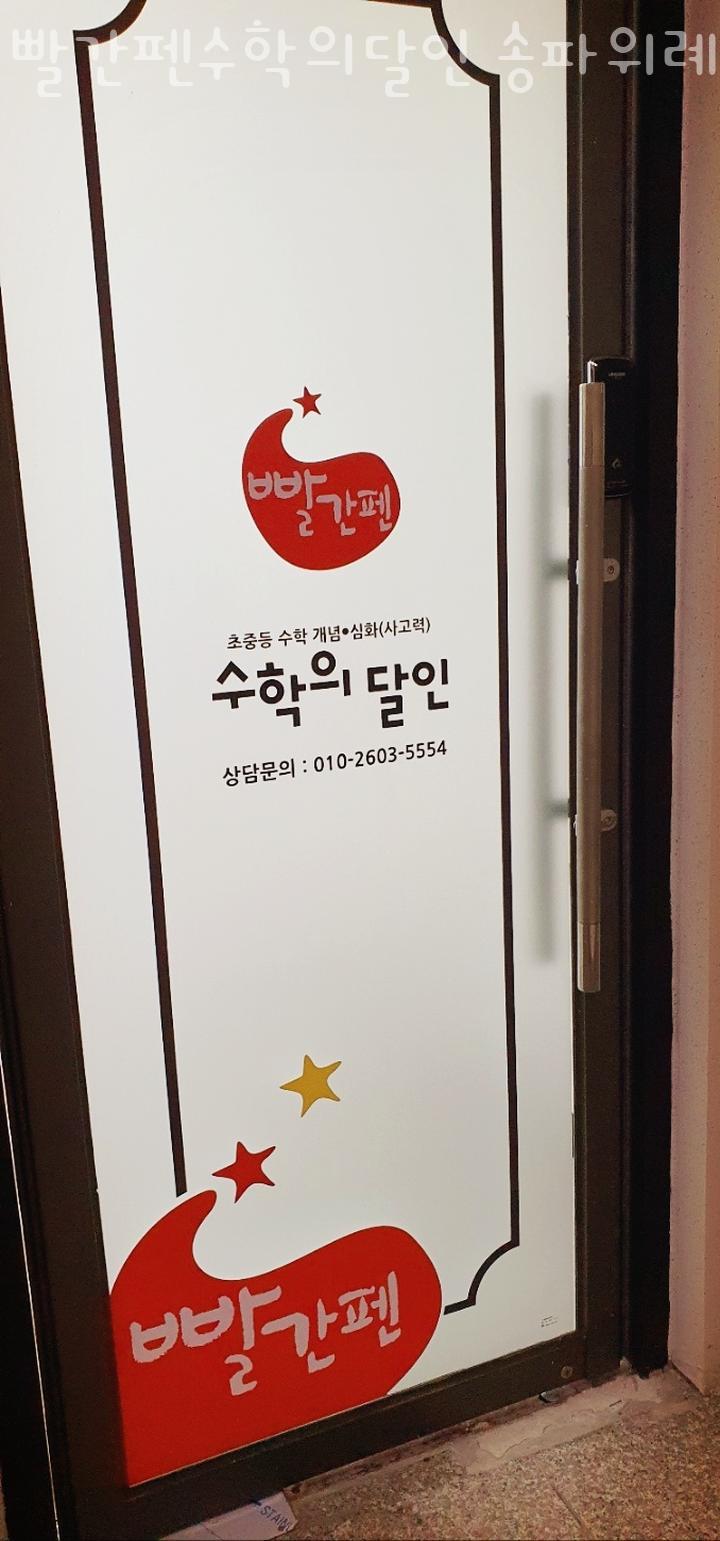 빨간펜수학의달인 송파위례
빨간펜
초중등 수학 개념•심화(사고력)
수학의 달인
상담문의 : 010-2603-5554
빨간펜